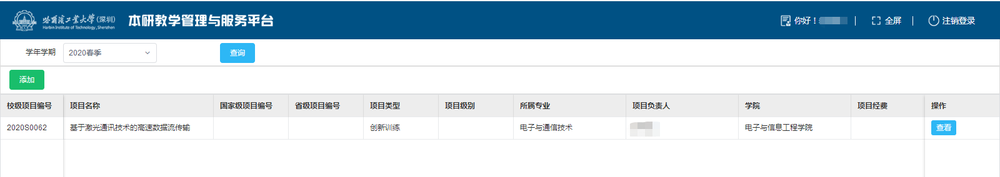 哈尔滨工业大学(深圳)
Harbin Institute of Technology, Shenzhen
本研教学管理与服务平台
你好！
全屏
注销登录
学年学期 2020春季 查询
添加
校级项目编号 项目名称 国家级项目编号 省级项目编号 项目类型 项目级别 所属专业 项目负责人 学院 项目经费 操作
2020S0062 基于激光通讯技术的高速数据流传输 创新训练 电子与通信技术 电子与信息工程学院 查看